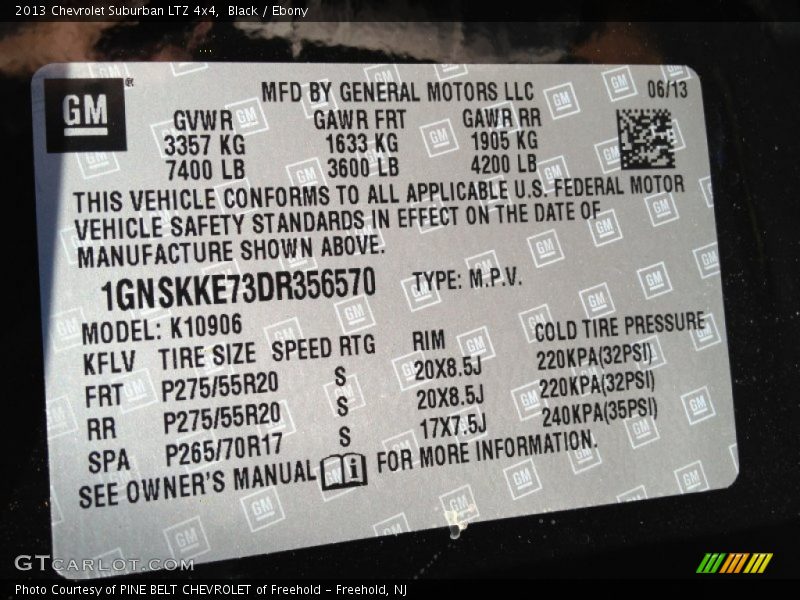 2013 Chevrolet Suburban LTZ 4x4, Black / Ebony
GM ®
MFD BY GENERAL MOTORS LLC 06/13
GVWR GAWR FRT GAWR RR
3357 KG 1633 KG 1905 KG
7400 LB 3600 LB 4200 LB
THIS VEHICLE CONFORMS TO ALL APPLICABLE U.S. FEDERAL MOTOR
VEHICLE SAFETY STANDARDS IN EFFECT ON THE DATE OF
MANUFACTURE SHOWN ABOVE.
1GNSKKE73DR356570 TYPE: M.P.V.
MODEL: K10906
KFLV TIRE SIZE SPEED RTG RIM COLD TIRE PRESSURE
FRT P275/55R20 S 20X8.5J 220KPA(32PSI)
RR P275/55R20 S 20X8.5J 220KPA(32PSI)
SPA P265/70R17 S 17X7.5J 240KPA(35PSI)
SEE OWNER'S MANUAL i FOR MORE INFORMATION.
GTcarlot.com
Photo Courtesy of PINE BELT CHEVROLET of Freehold - Freehold, NJ